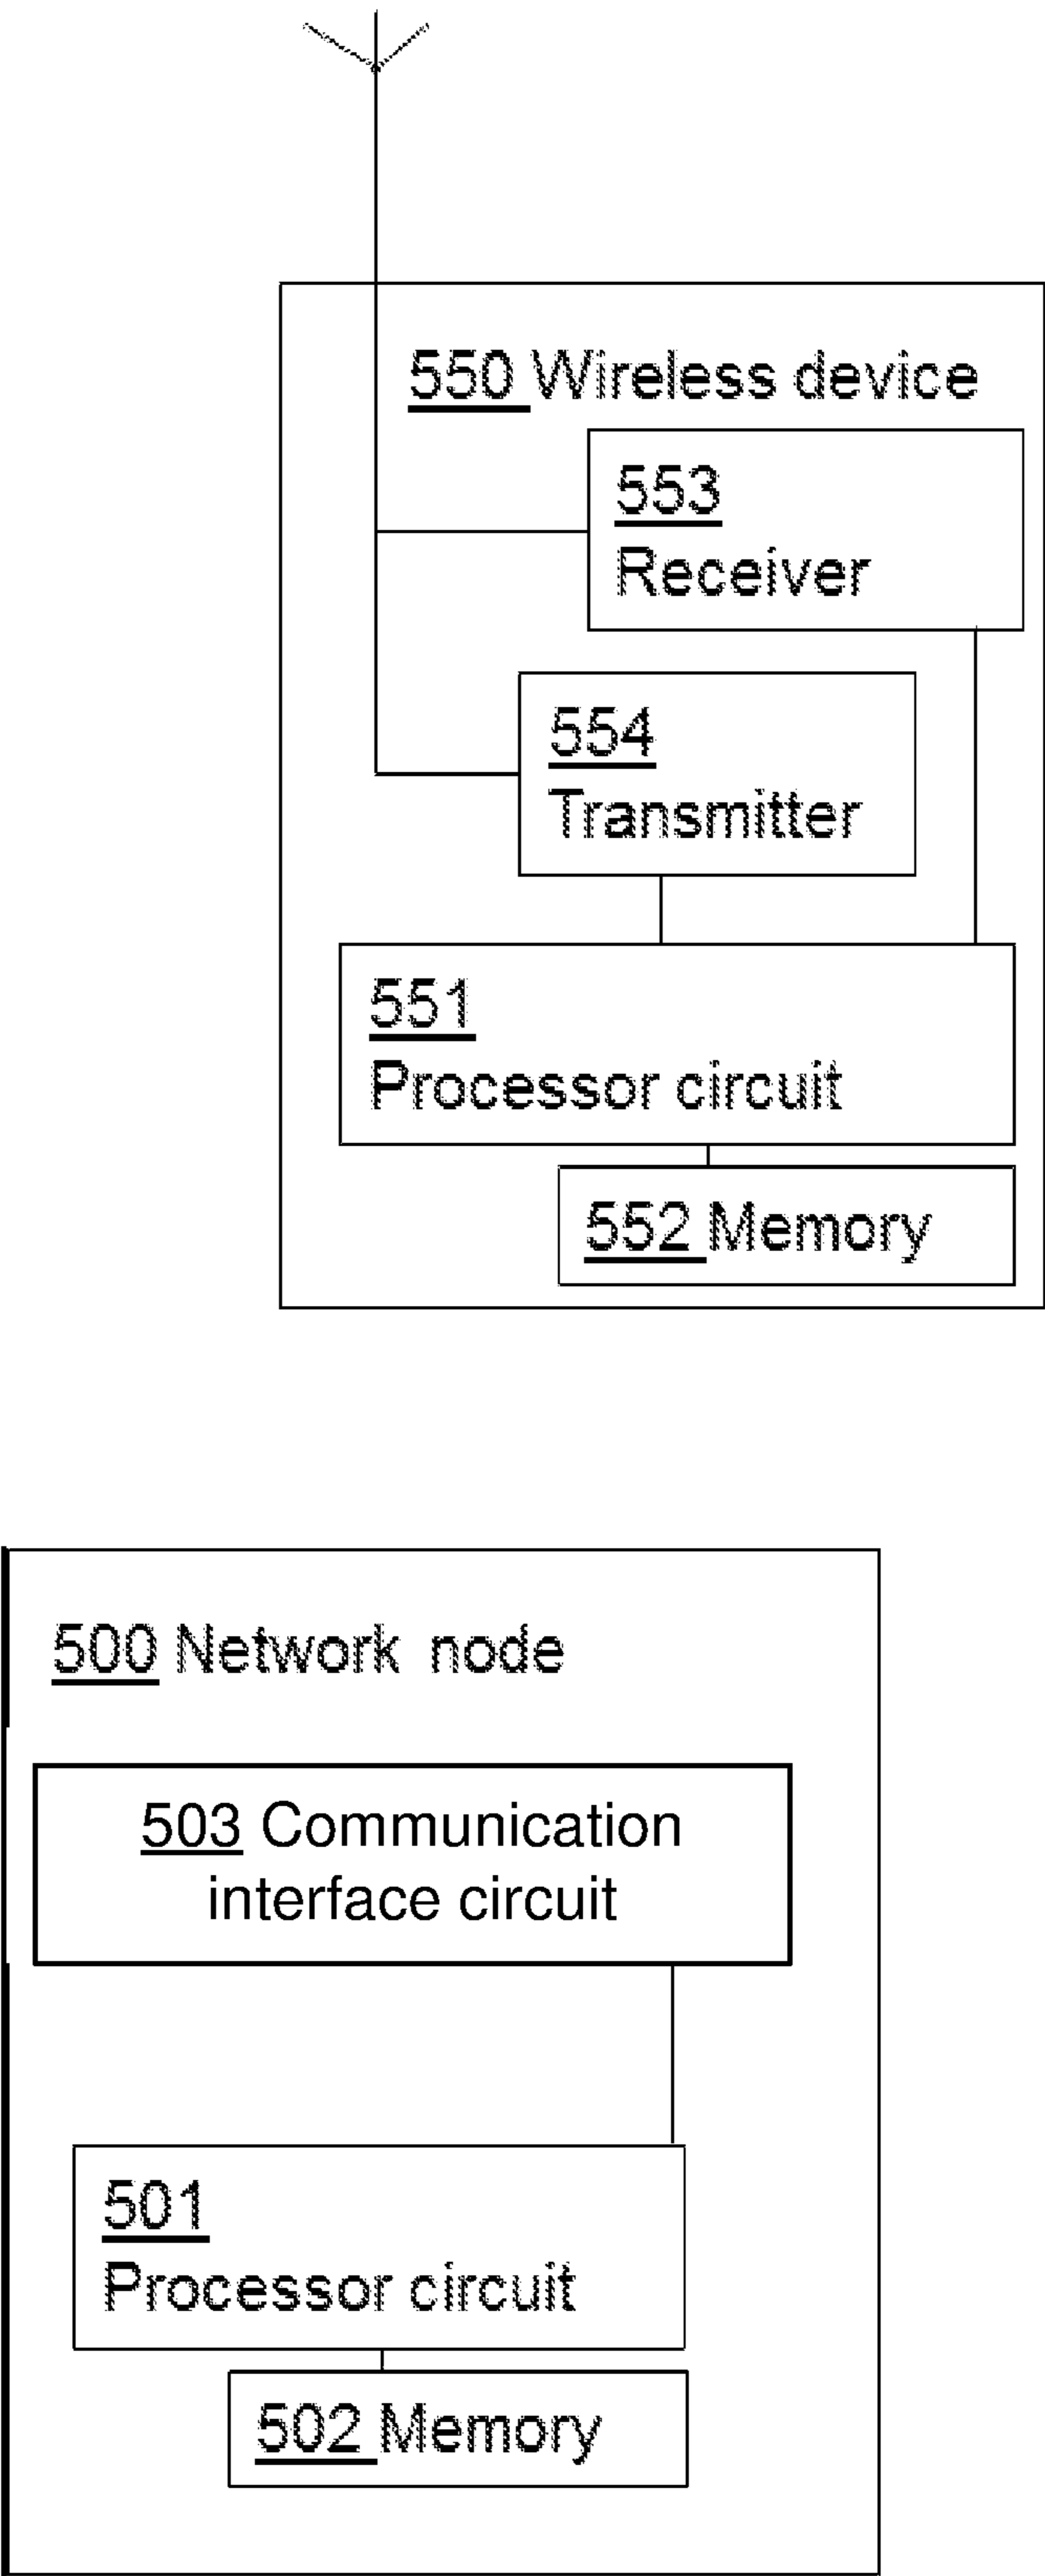 550 Wireless device
553
Receiver
554
Transmitter
551
Processor circuit
552 Memory
500 Network node
503 Communication
interface circuit
501
Processor circuit
502 Memory